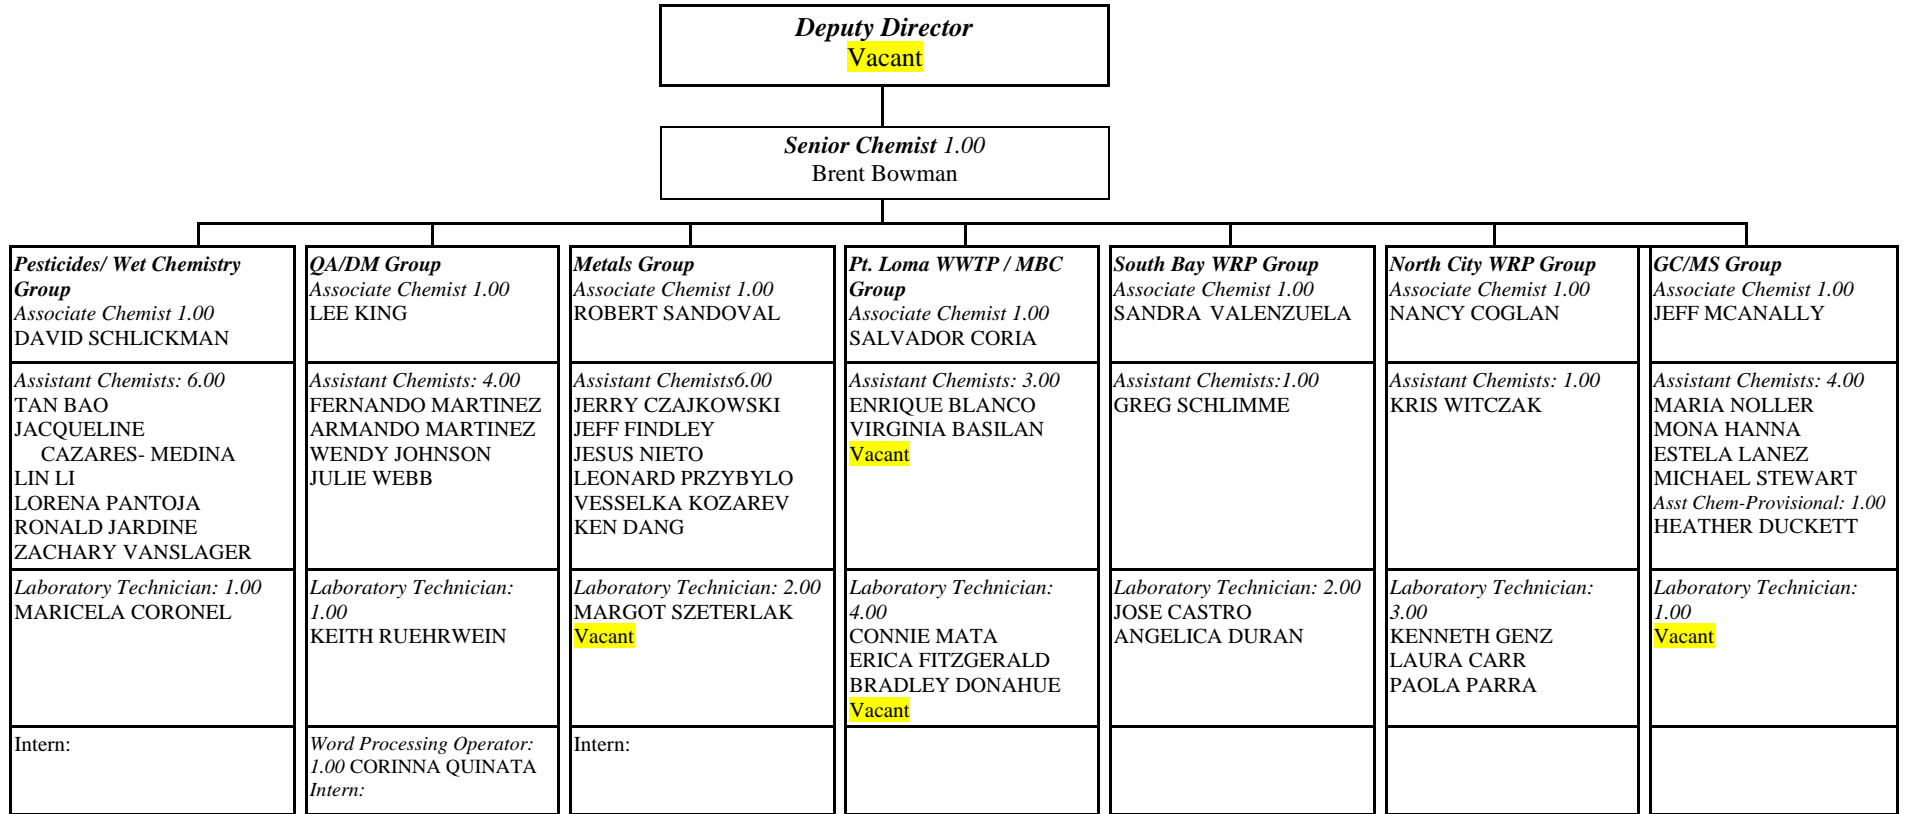 Deputy Director
Vacant
Senior Chemist 1.00
Brent Bowman
Pesticides/ Wet Chemistry
Group
Associate Chemist 1.00
DAVID SCHLICKMAN
Assistant Chemists: 6.00
TAN BAO
JACQUELINE
CAZARES- MEDINA
LIN LI
LORENA PANTOJA
RONALD JARDINE
ZACHARY VANSLAGER
Laboratory Technician: 1.00
MARICELA CORONEL
Intern:
QA/DM Group
Associate Chemist 1.00
LEE KING
Assistant Chemists: 4.00
FERNANDO MARTINEZ
ARMANDO MARTINEZ
WENDY JOHNSON
JULIE WEBB
Laboratory Technician:
1.00
KEITH RUEHRWEIN
Word Processing Operator:
1.00 CORINNA QUINATA
Intern:
Metals Group
Associate Chemist 1.00
ROBERT SANDOVAL
Assistant Chemists6.00
JERRY CZAJKOWSKI
JEFF FINDLEY
JESUS NIETO
LEONARD PRZYBYLO
VESSELKA KOZAREV
KEN DANG
Laboratory Technician: 2.00
MARGOT SZETERLAK
Vacant
Intern:
Pt. Loma WWTP / MBC
Group
Associate Chemist 1.00
SALVADOR CORIA
Assistant Chemists: 3.00
ENRIQUE BLANCO
VIRGINIA BASILAN
Vacant
Laboratory Technician:
4.00
CONNIE MATA
ERICA FITZGERALD
BRADLEY DONAHUE
Vacant
South Bay WRP Group
Associate Chemist 1.00
SANDRA VALENZUELA
Assistant Chemists:1.00
GREG SCHLIMME
Laboratory Technician: 2.00
JOSE CASTRO
ANGELICA DURAN
North City WRP Group
Associate Chemist 1.00
NANCY COGLAN
Assistant Chemists: 1.00
KRIS WITCZAK
Laboratory Technician:
3.00
KENNETH GENZ
LAURA CARR
PAOLA PARRA
GC/MS Group
Associate Chemist 1.00
JEFF MCANALLY
Assistant Chemists: 4.00
MARIA NOLLER
MONA HANNA
ESTELA LANEZ
MICHAEL STEWART
Asst Chem-Provisional: 1.00
HEATHER DUCKETT
Laboratory Technician:
1.00
Vacant